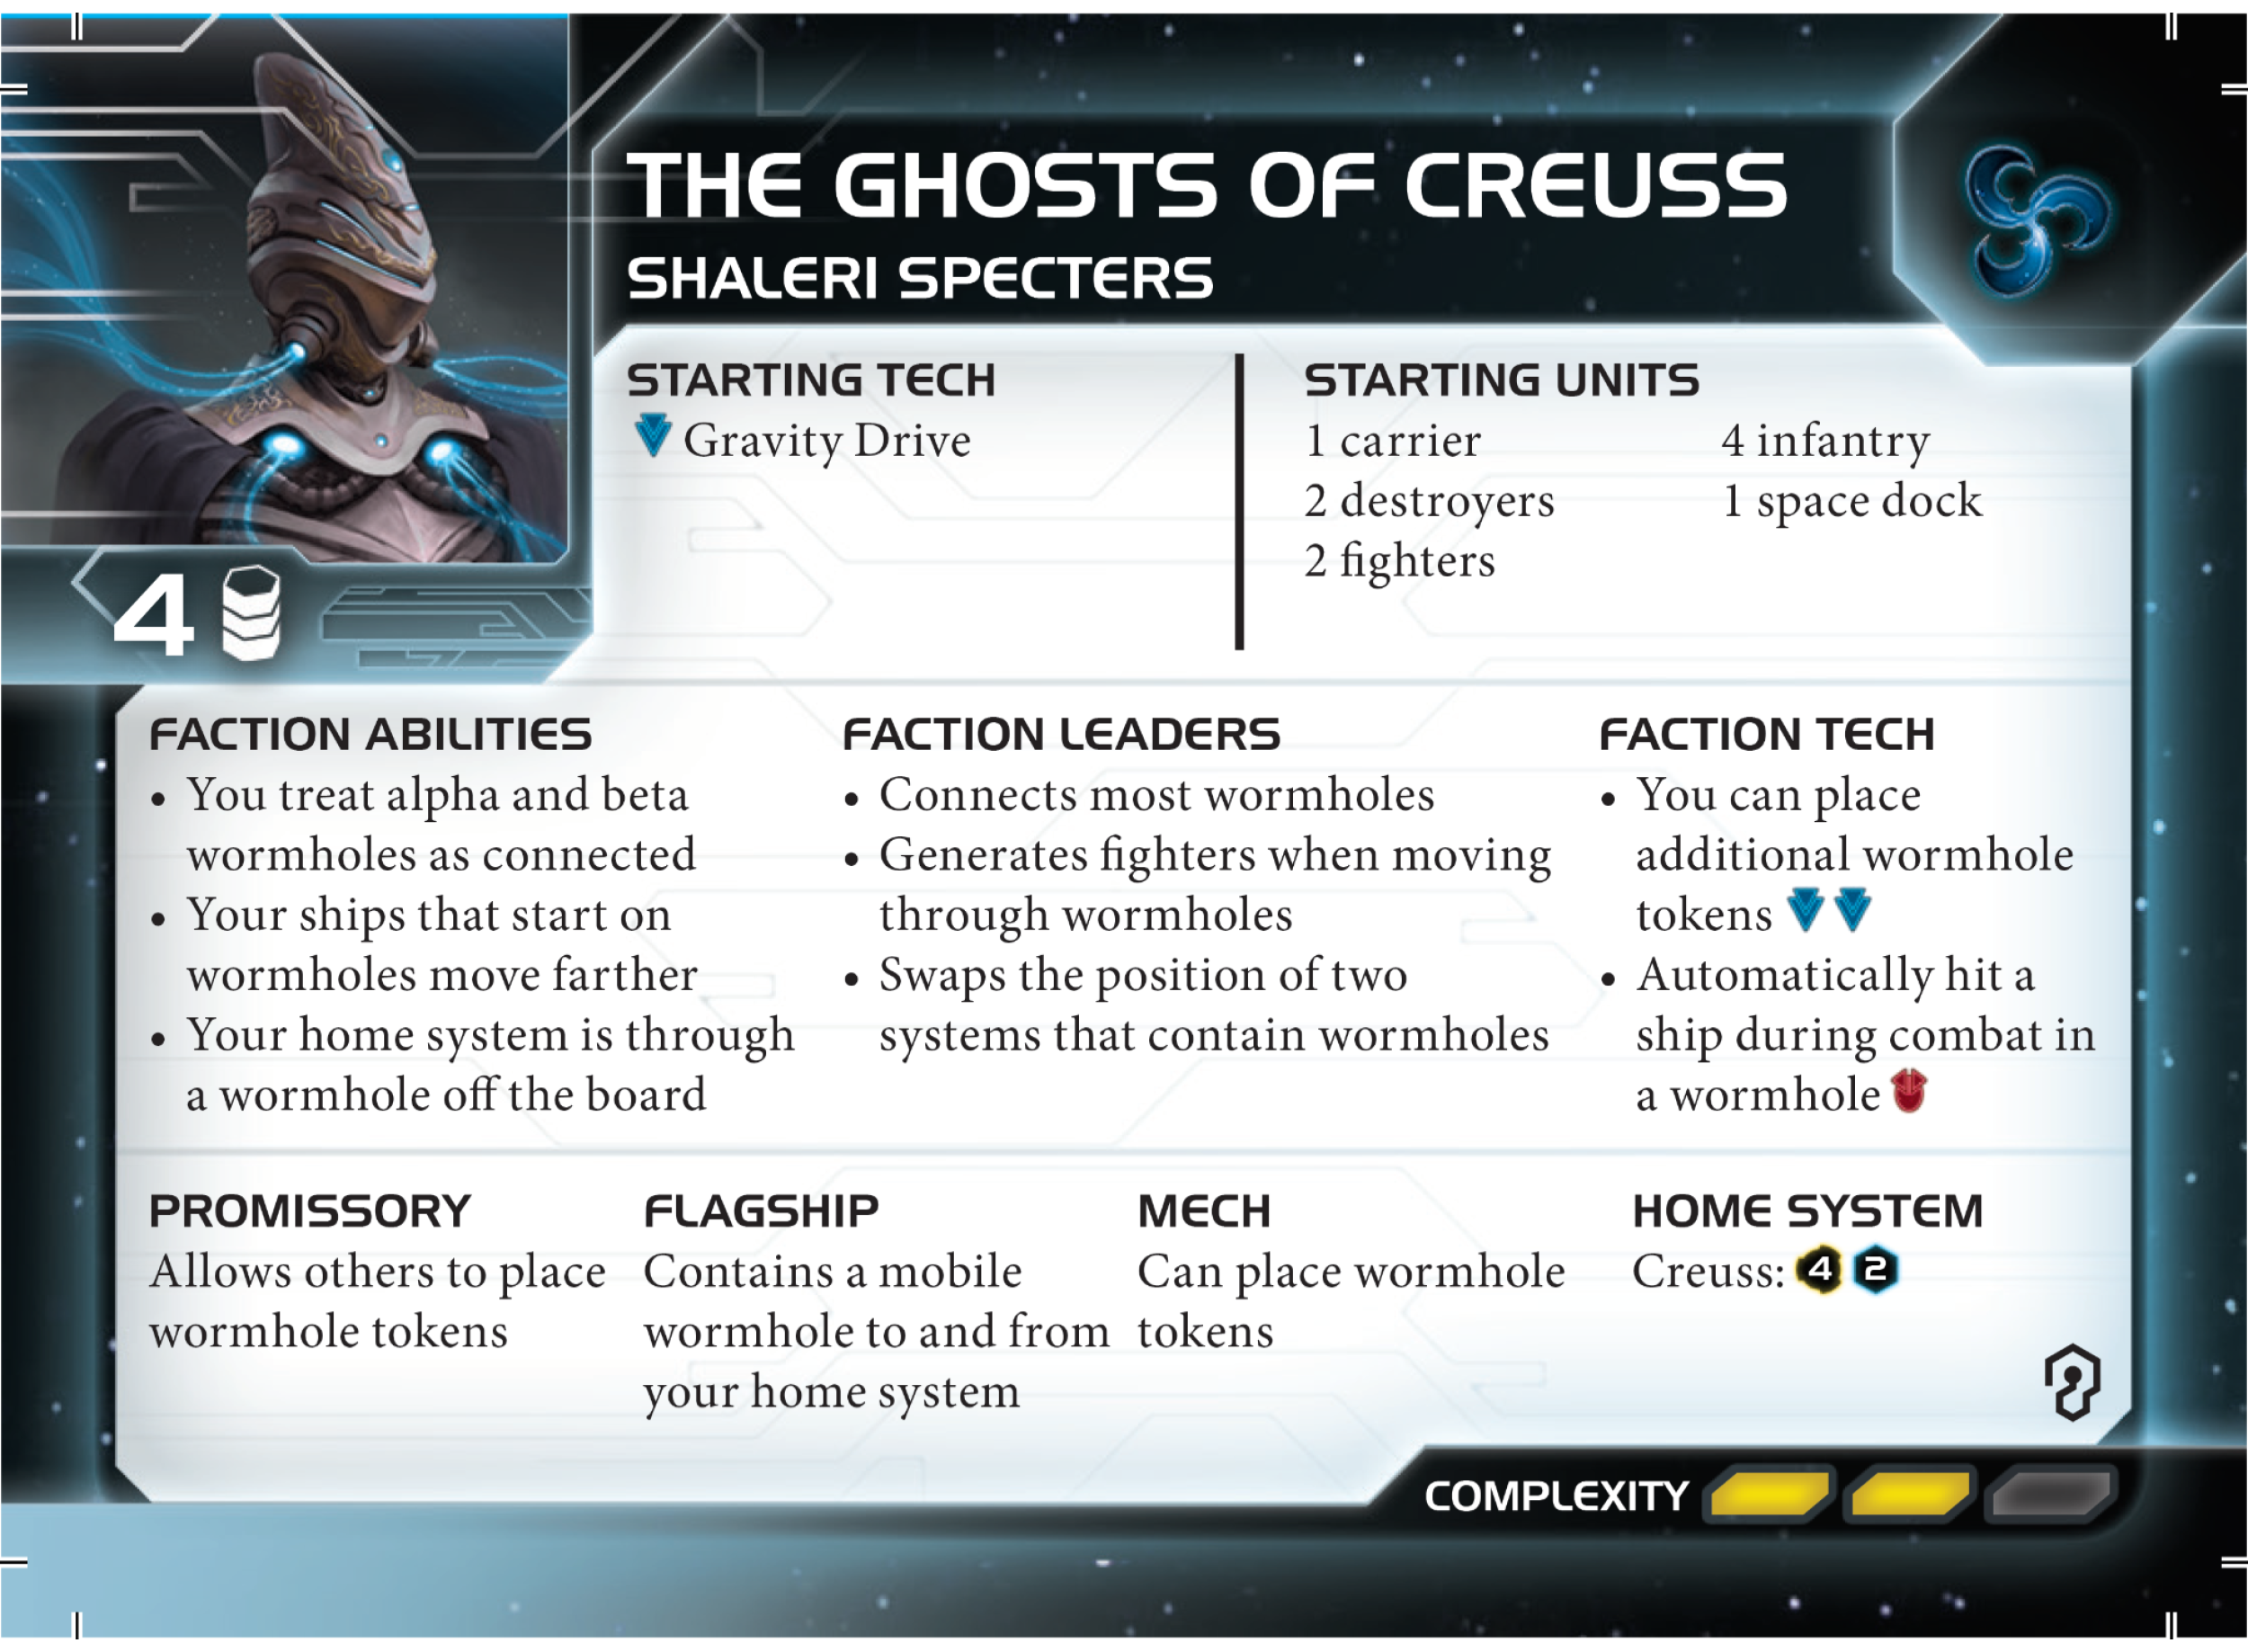 THE GHOSTS OF CREUSS
SHALERI SPECTERS
STARTING TECH
Gravity Drive
STARTING UNITS
1 carrier
2 destroyers
2 fighters
4 infantry
1 space dock
4
FACTION ABILITIES
• You treat alpha and beta
wormholes as connected
• Your ships that start on
wormholes move farther
• Your home system is through
a wormhole off the board
FACTION LEADERS
• Connects most wormholes
• Generates fighters when moving
through wormholes
• Swaps the position of two
systems that contain wormholes
FACTION TECH
• You can place
additional wormhole
tokens
• Automatically hit a
ship during combat in
a wormhole
PROMISSORY
Allows others to place
wormhole tokens
FLAGSHIP
Contains a mobile
wormhole to and from
your home system
MECH
Can place wormhole
tokens
HOME SYSTEM
Creuss: 4 2
COMPLEXITY